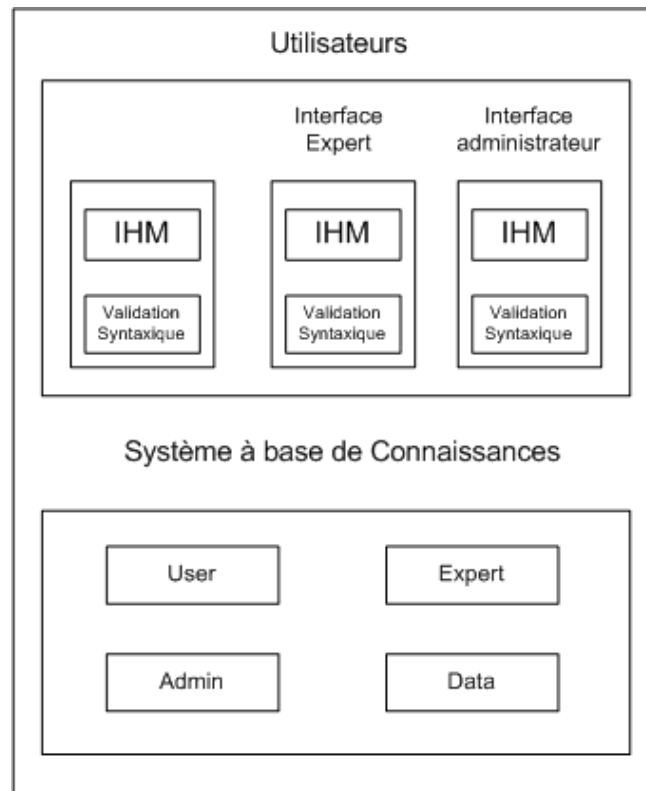 Utilisateurs
Interface
Expert
Interface
administrateur
IHM
IHM
IHM
Validation
Syntaxique
Validation
Syntaxique
Validation
Syntaxique
Système à base de Connaissances
User
Expert
Admin
Data